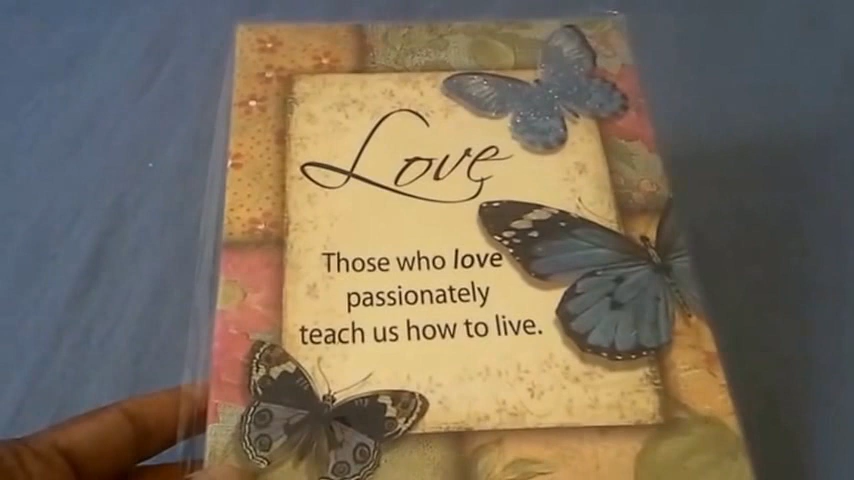 Love
Those who love
passionately
teach us how to live.